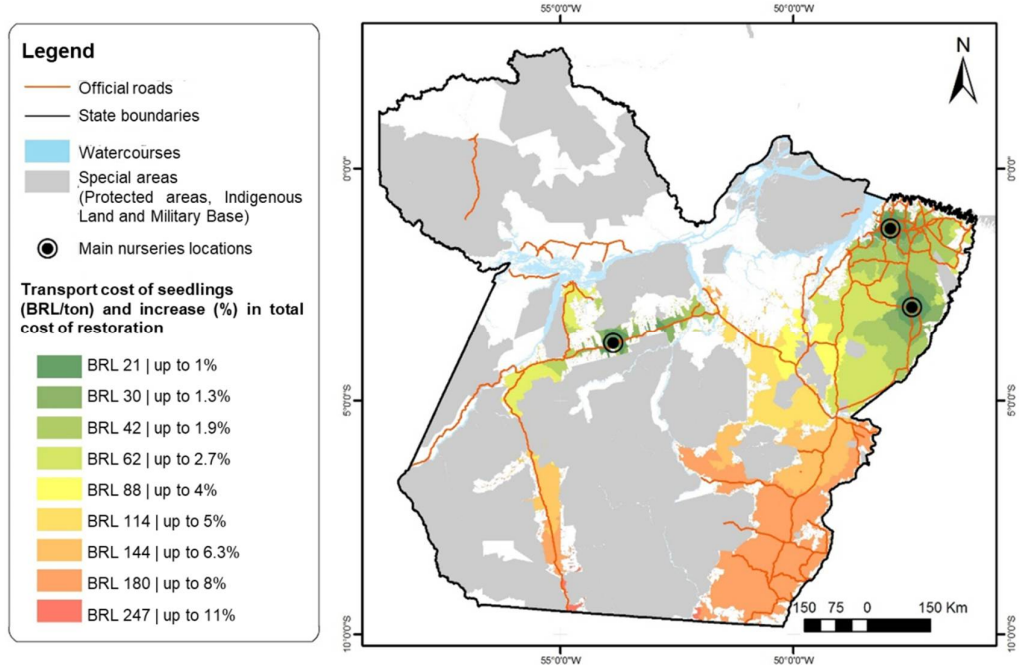 55°0'0"W
50°0'0"W
Legend
Official roads
State boundaries
Watercourses
Special areas
(Protected areas, Indigenous
Land and Military Base)
Main nurseries locations
Transport cost of seedlings
(BRL/ton) and increase (%) in total
cost of restoration
BRL 21 | up to 1%
BRL 30 | up to 1.3%
BRL 42 | up to 1.9%
BRL 62 | up to 2.7%
BRL 88 | up to 4%
BRL 114 | up to 5%
BRL 144 | up to 6.3%
BRL 180 | up to 8%
BRL 247 | up to 11%
N
0°0'0"
0°0'0"
5°0'0"S
5°0'0"S
10°0'0"S
10°0'0"S
150 75 0 150 Km
55°0'0"W
50°0'0"W